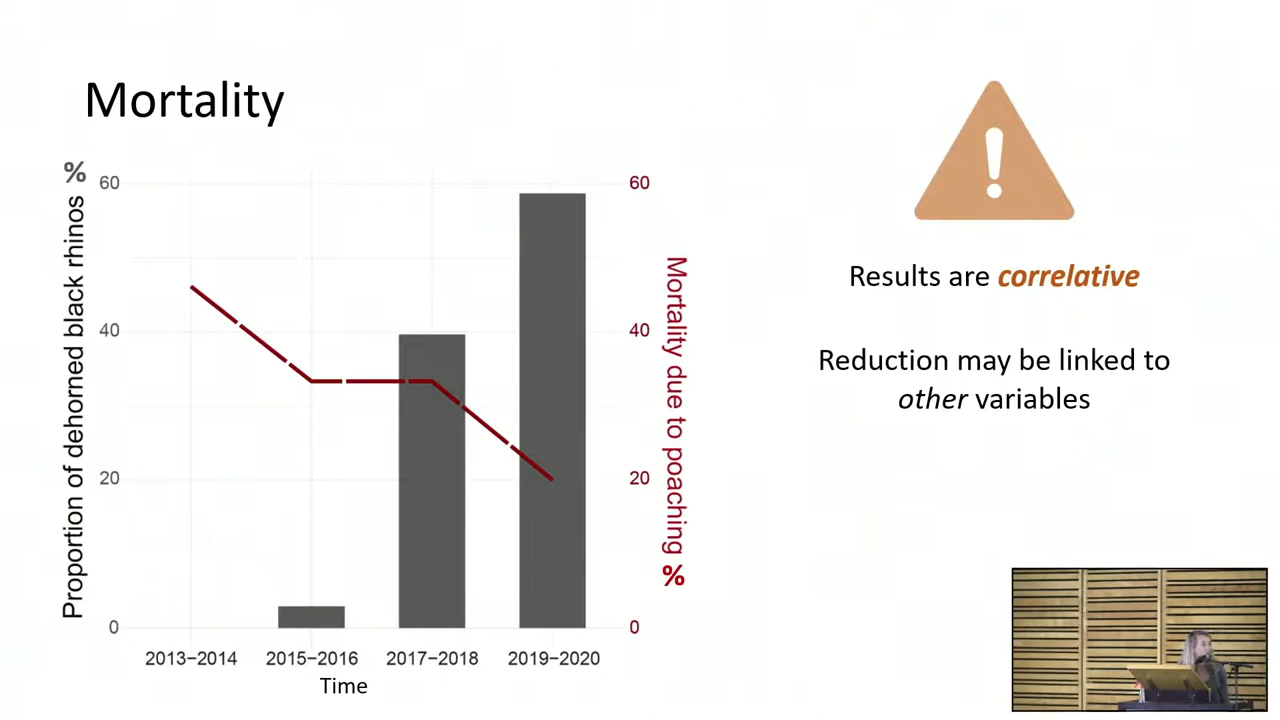 Mortality
%
Proportion of dehorned black rhinos
60
40
20
0
60
40
20
0
Mortality due to poaching %
2013–2014 2015–2016 2017–2018 2019–2020
Time
Results are correlative
Reduction may be linked to
other variables